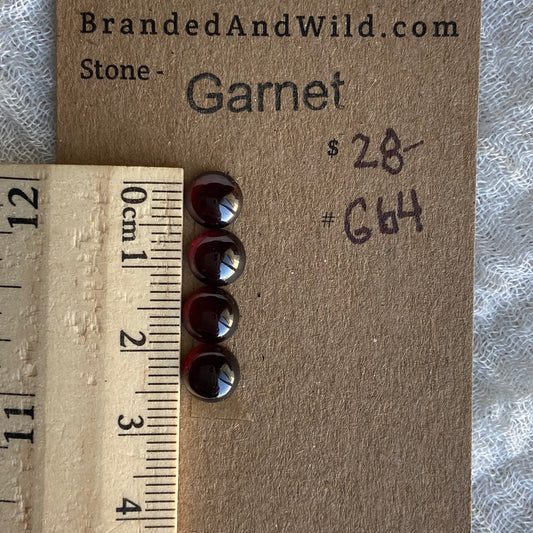 BrandedAndWild.com
Stone - Garnet
$ 28-
# G64
0cm
1
2
3
4
12
11